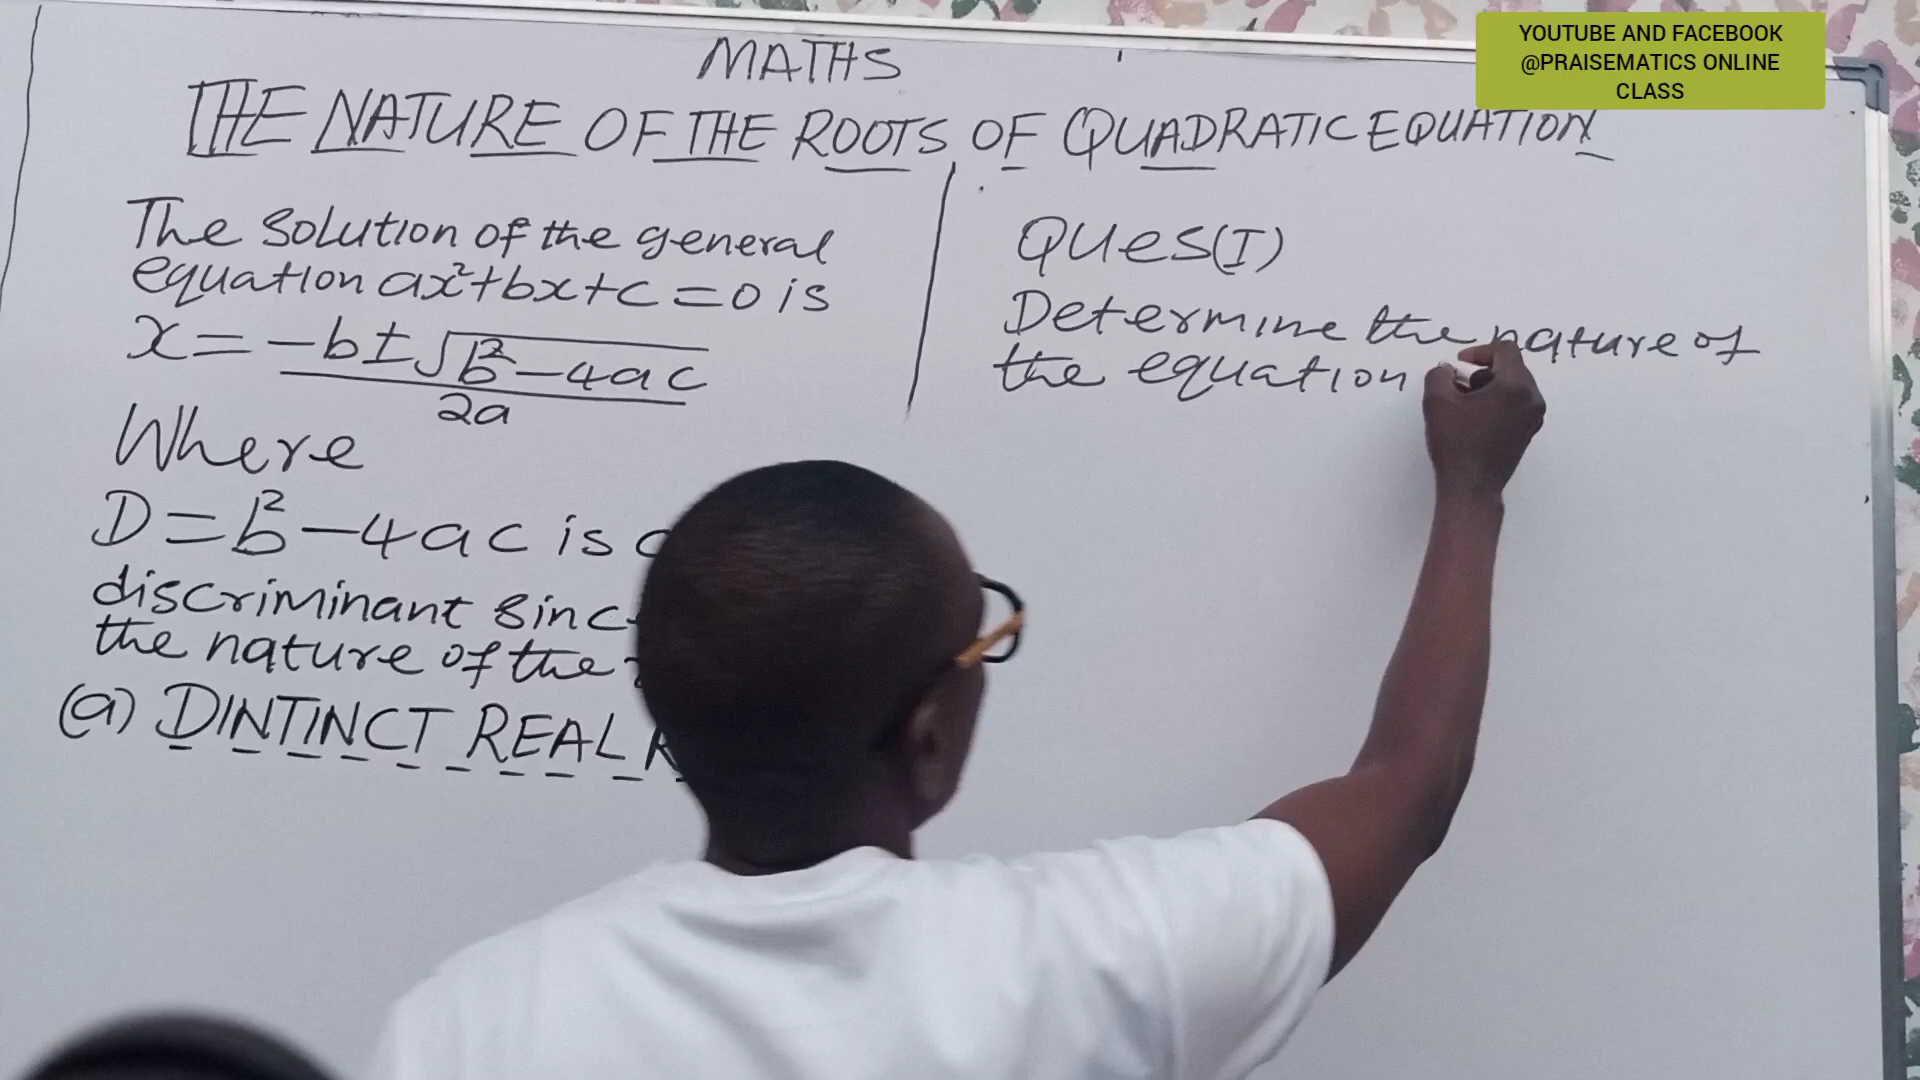 YOUTUBE AND FACEBOOK
@PRAISEMATICS ONLINE
CLASS
MATHS
THE NATURE OF THE ROOTS OF QUADRATIC EQUATION
The solution of the general
equation ax²+bx+c=0 is
x = -b±√b²-4ac
2a
Where
D=b²-4ac is
discriminant sinc
the nature of the
(a) DINTINCT REAL
Ques(I)
Determine the nature of
the equation